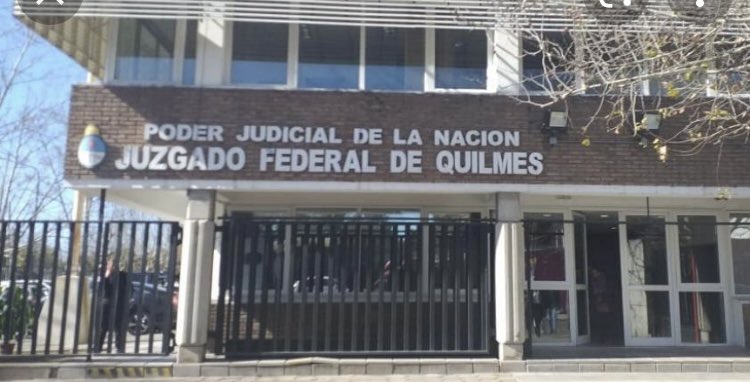 PODER JUDICIAL DE LA NACION
JUZGADO FEDERAL DE QUILMES